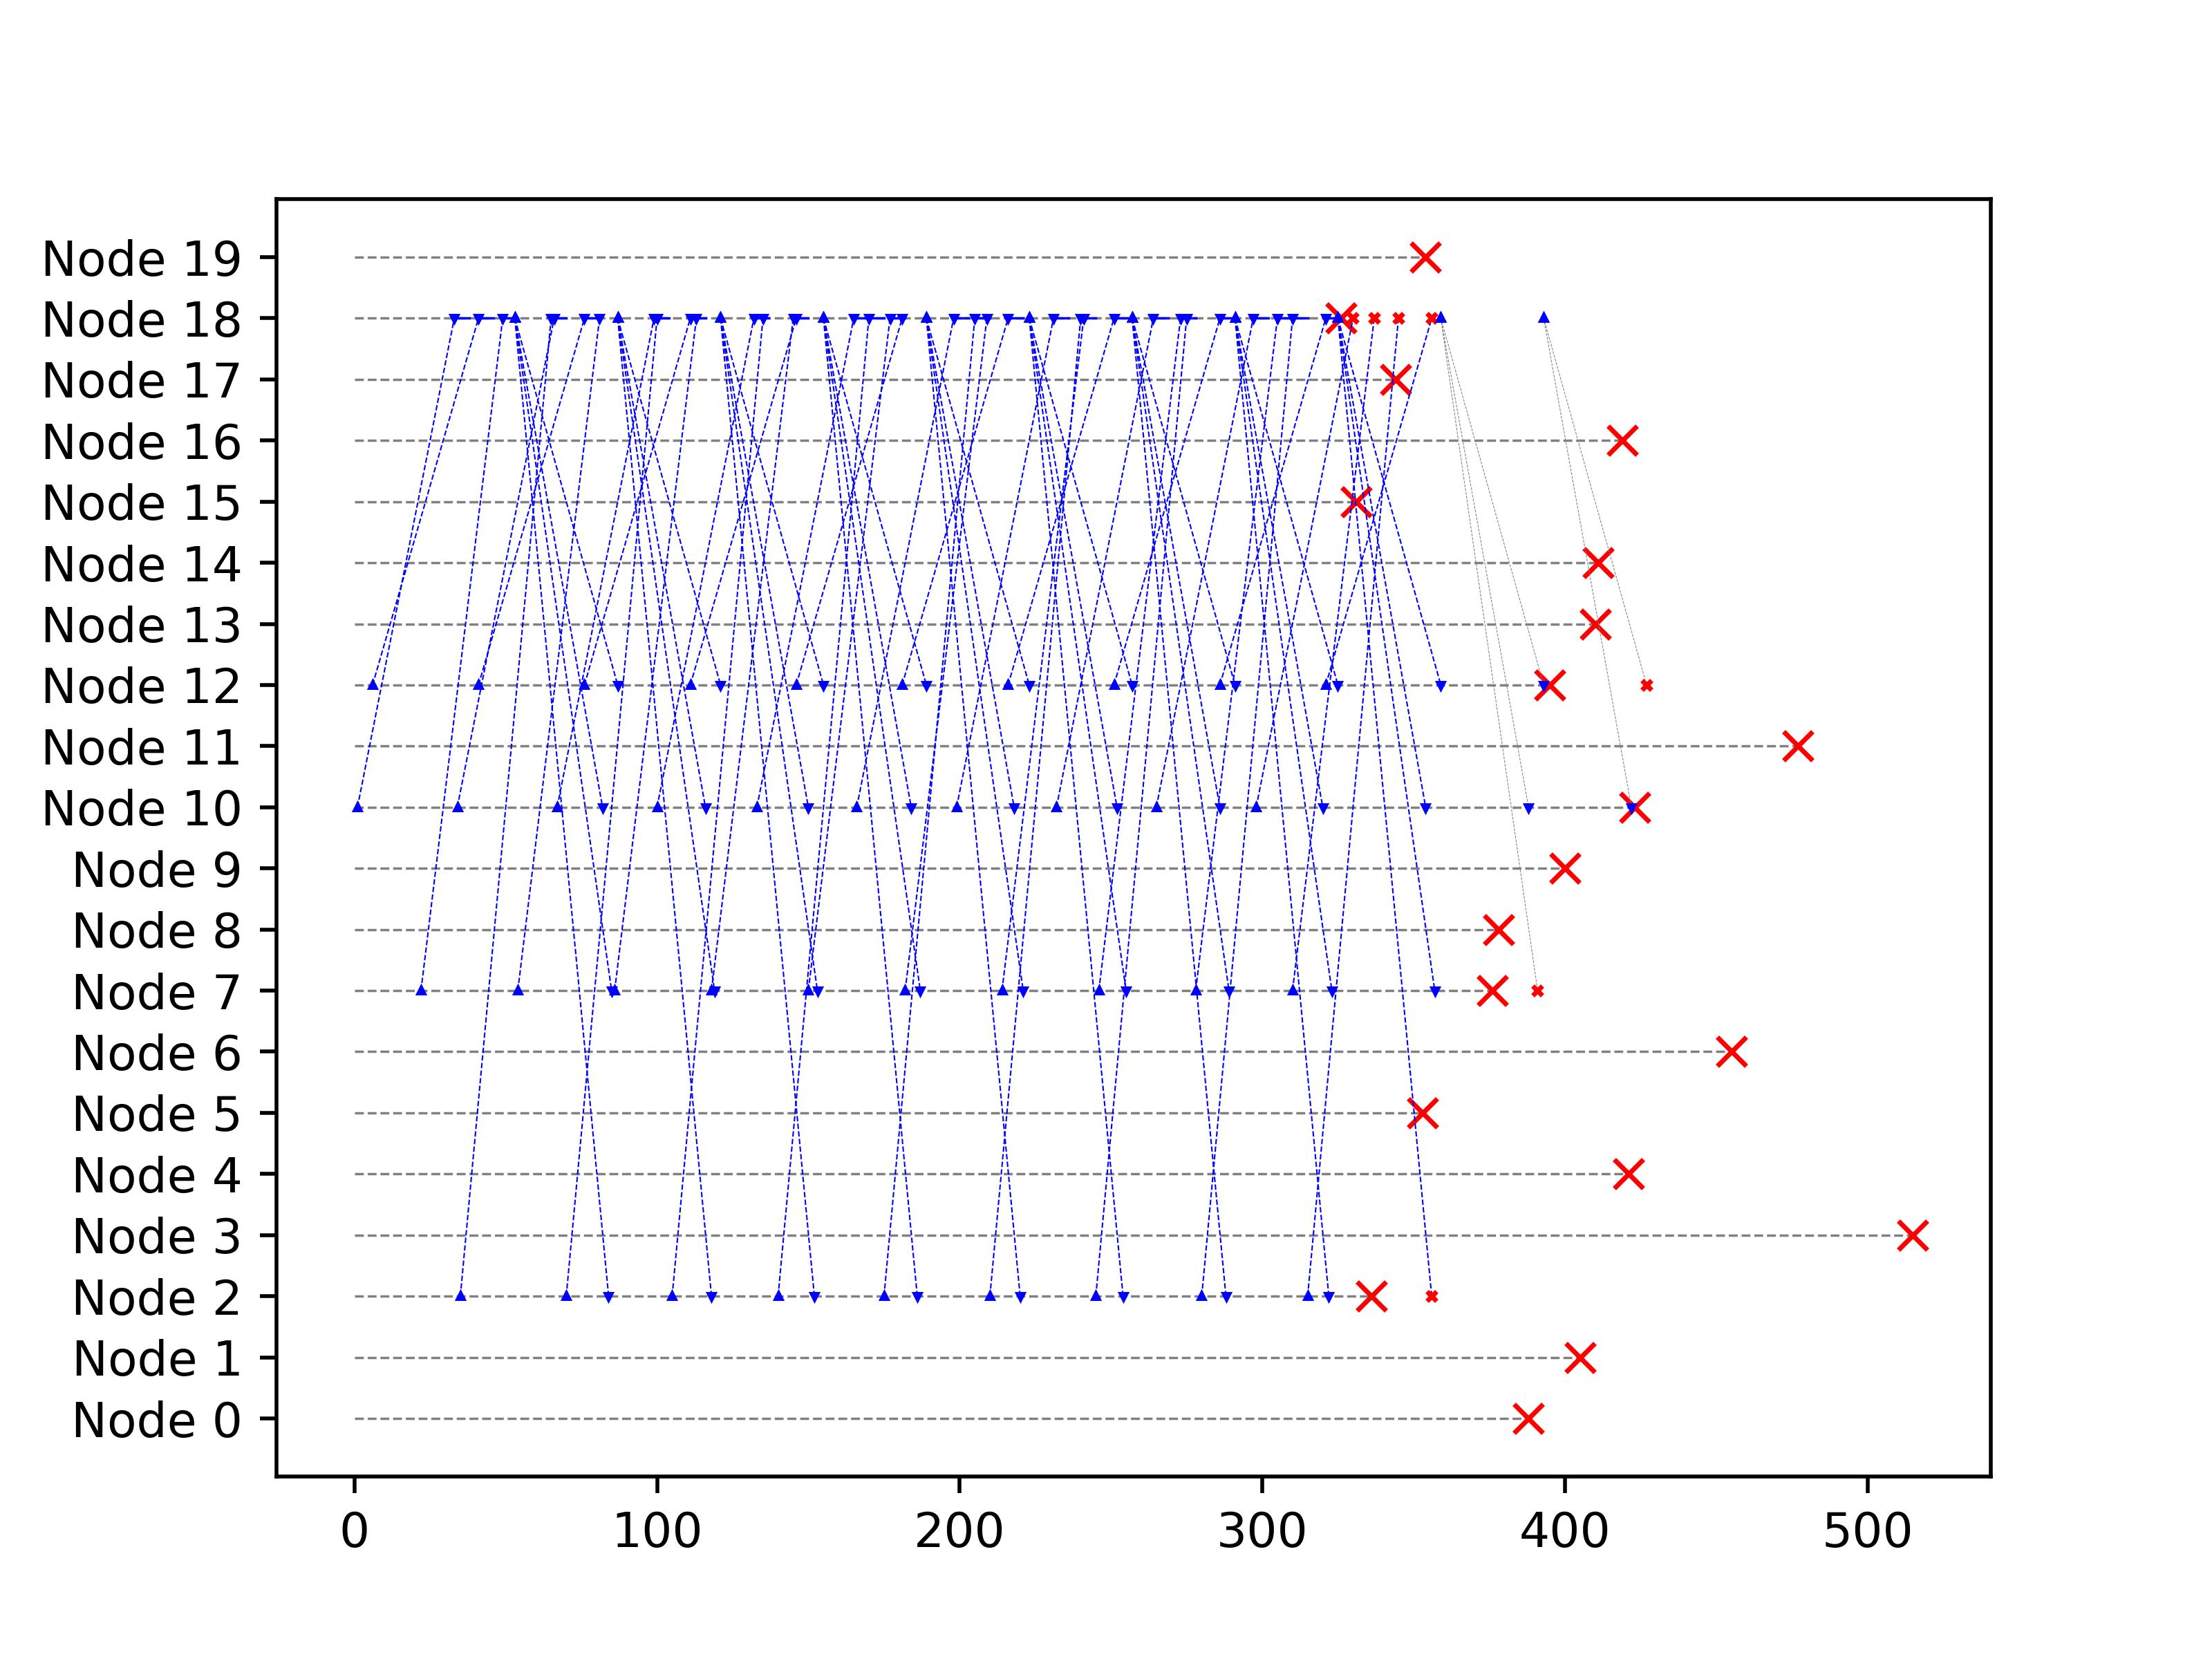 Node 19
Node 18
Node 17
Node 16
Node 15
Node 14
Node 13
Node 12
Node 11
Node 10
Node 9
Node 8
Node 7
Node 6
Node 5
Node 4
Node 3
Node 2
Node 1
Node 0
0 100 200 300 400 500